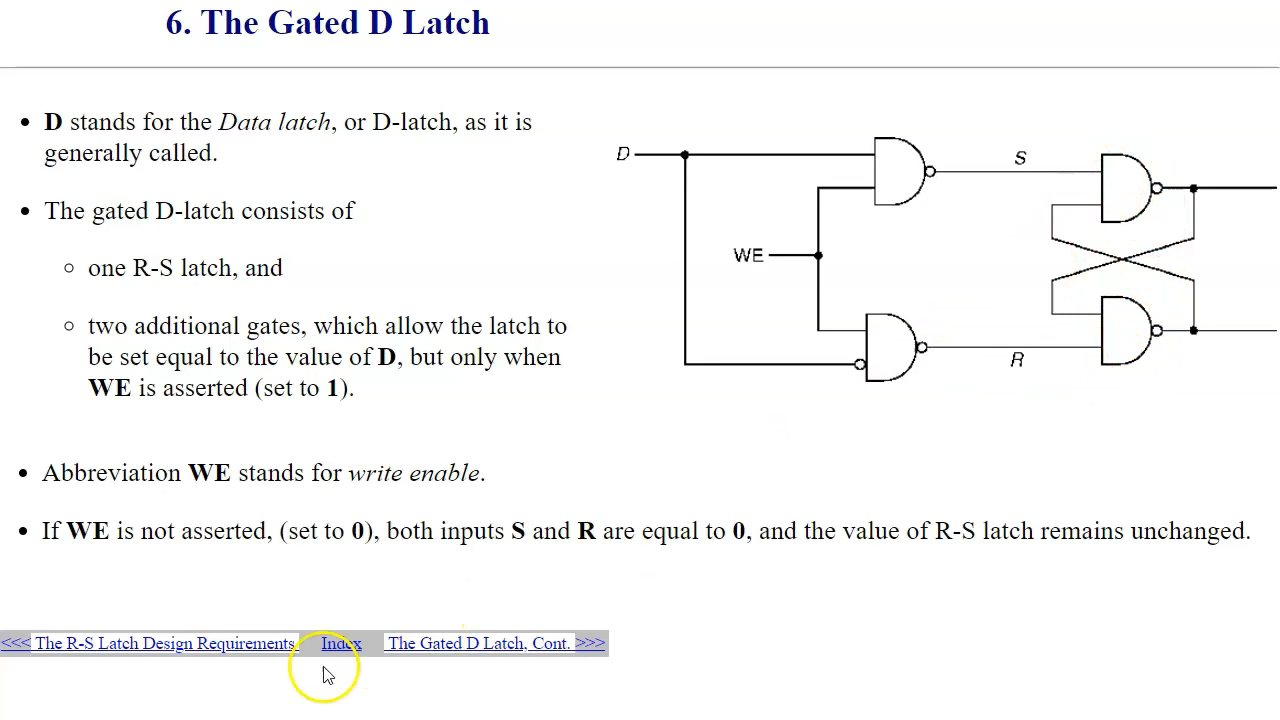 6. The Gated D Latch
• D stands for the Data latch, or D-latch, as it is
generally called.
• The gated D-latch consists of
◦ one R-S latch, and
◦ two additional gates, which allow the latch to
be set equal to the value of D, but only when
WE is asserted (set to 1).
D
S
WE
R
• Abbreviation WE stands for write enable.
• If WE is not asserted, (set to 0), both inputs S and R are equal to 0, and the value of R-S latch remains unchanged.
<<< The R-S Latch Design Requirements Index The Gated D Latch, Cont. >>>